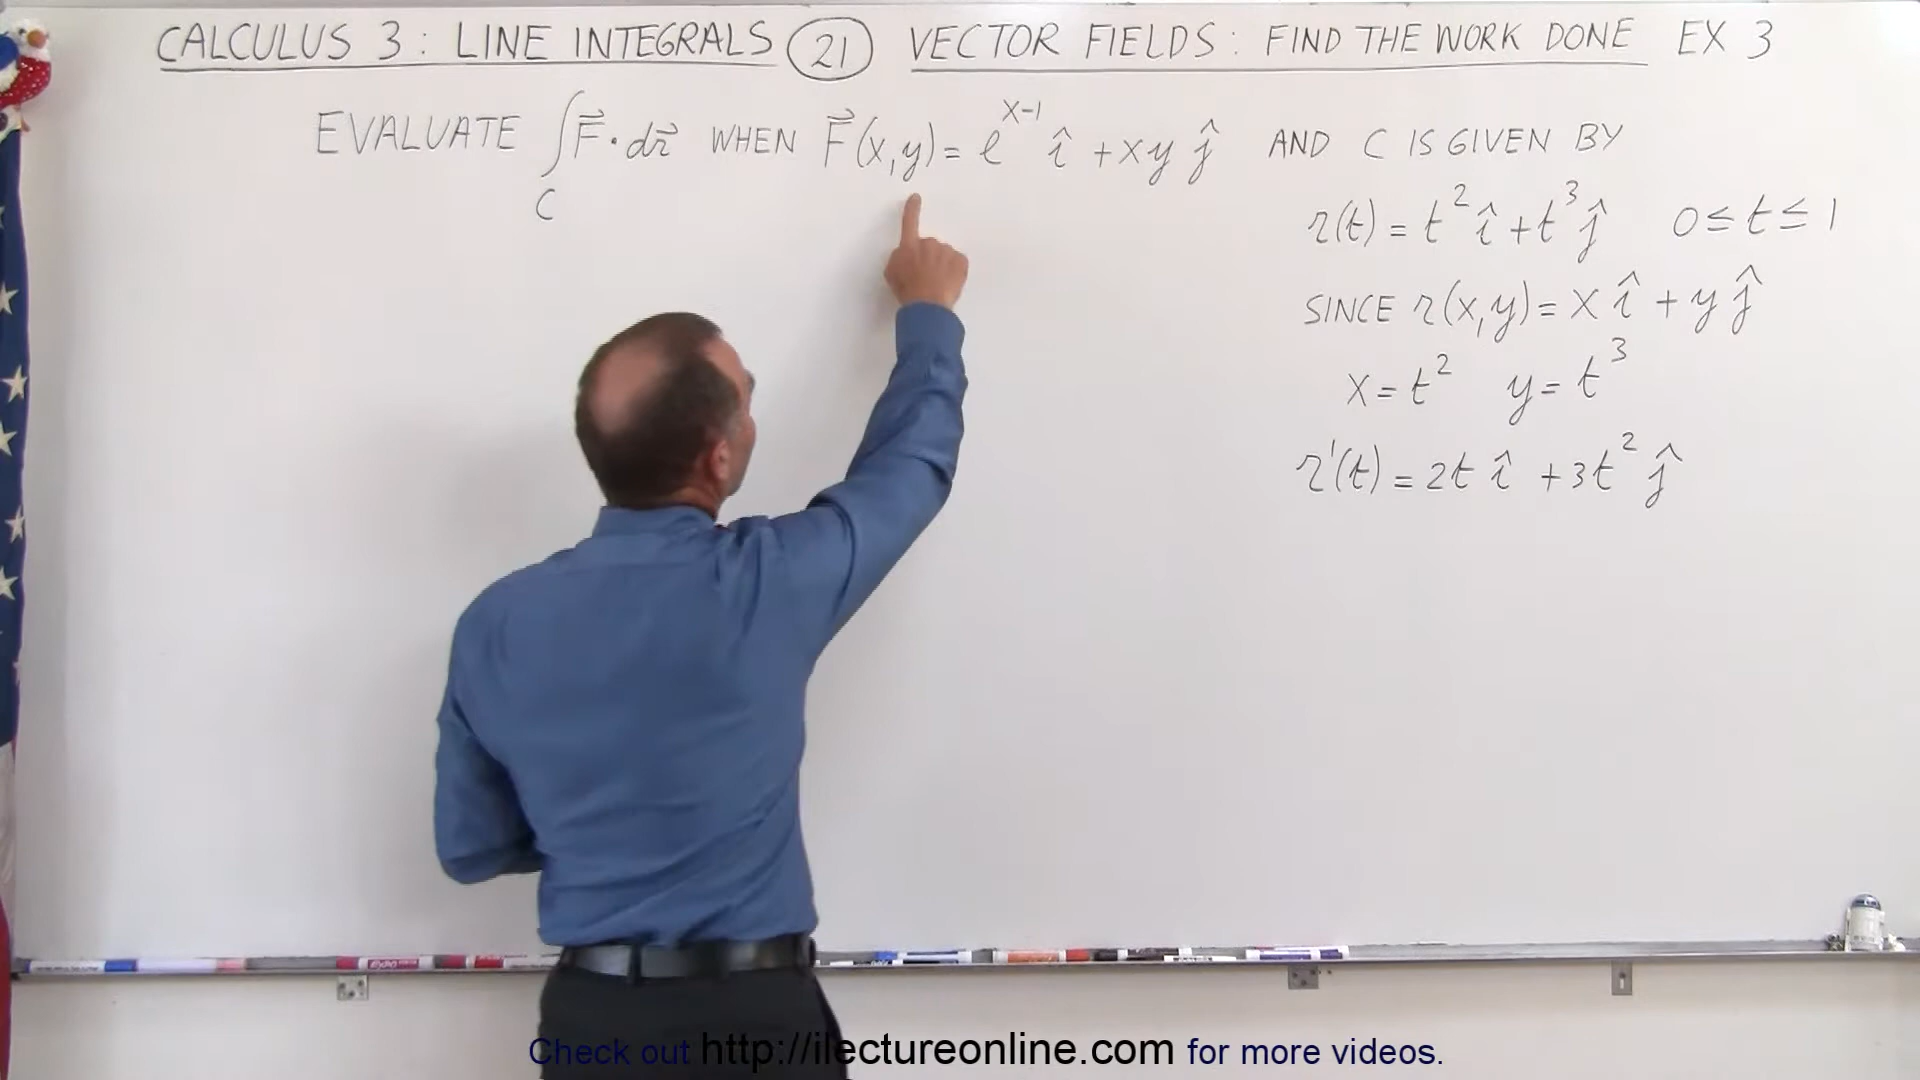 CALCULUS 3: LINE INTEGRALS (21) VECTOR FIELDS: FIND THE WORK DONE EX 3
EVALUATE ∫_C F⃗·dr⃗ WHEN F⃗(x,y) = e^(x-1) î + xy ĵ AND C IS GIVEN BY
r(t) = t² î + t³ ĵ 0 ≤ t ≤ 1
SINCE r(x,y) = x î + y ĵ
x = t² y = t³
r'(t) = 2t î + 3t² ĵ
Check out http://ilectureonline.com for more videos.